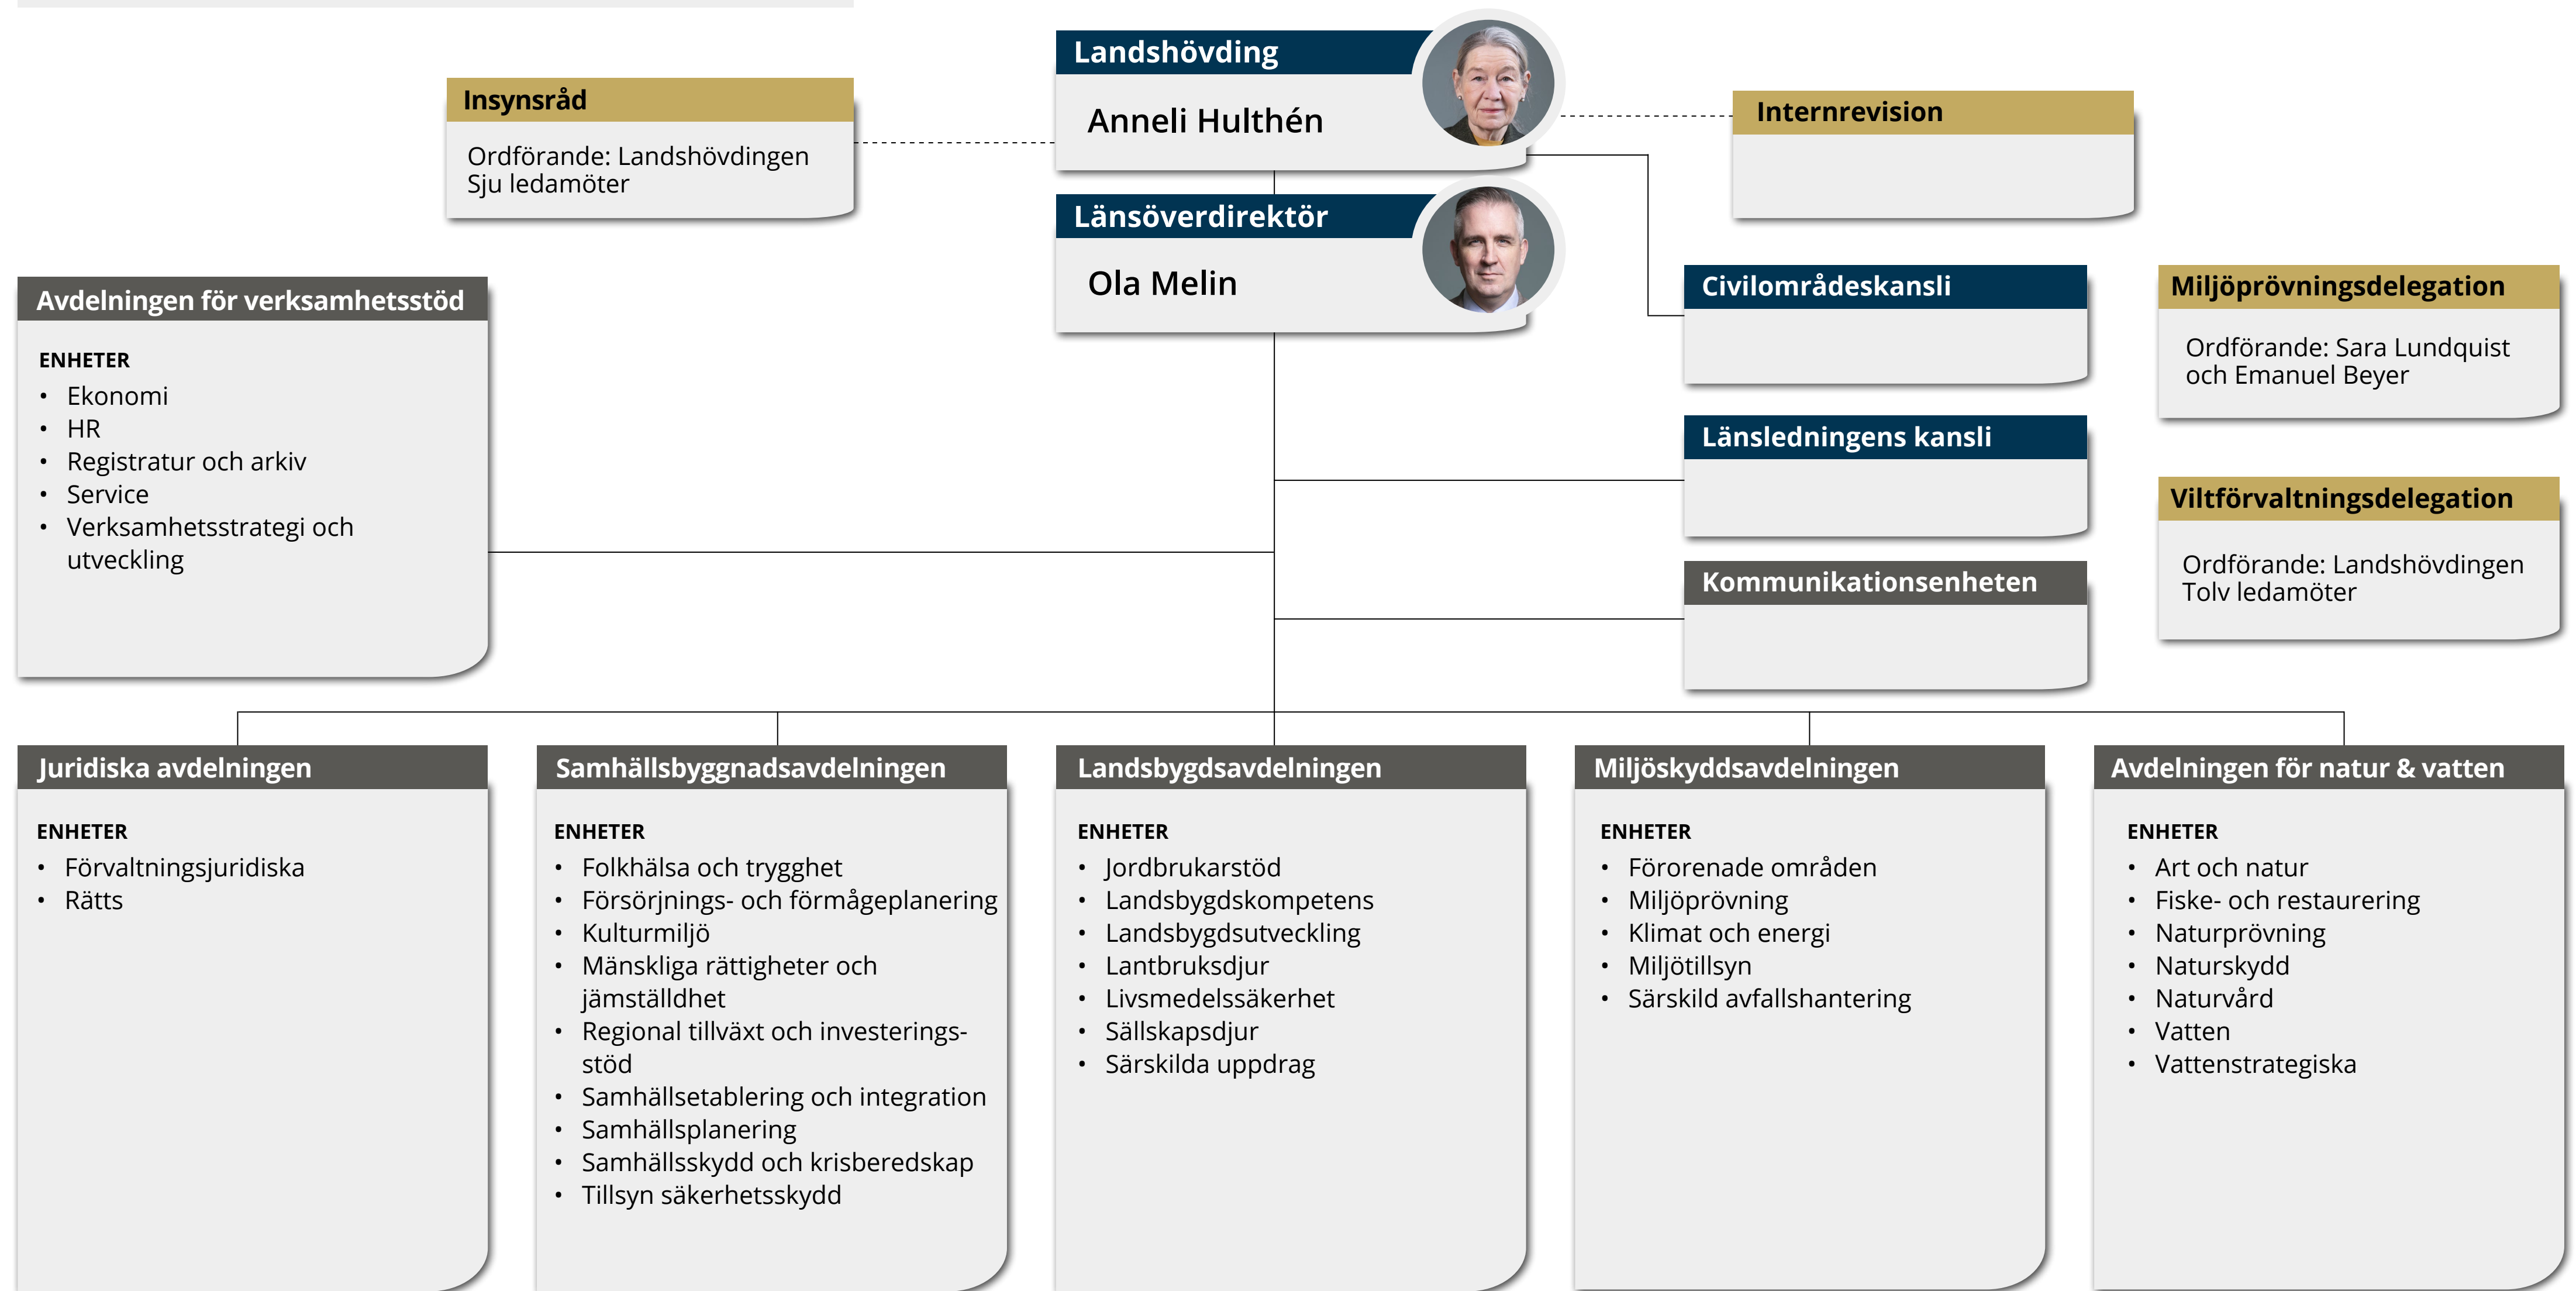 Landshövding
Anneli Hulthén
Insynsråd
Ordförande: Landshövdingen
Sju ledamöter
Internrevision
Länsöverdirektör
Ola Melin
Avdelningen för verksamhetsstöd
ENHETER
• Ekonomi
• HR
• Registratur och arkiv
• Service
• Verksamhetsstrategi och
utveckling
Civilområdeskansli
Länsledningens kansli
Kommunikationsenheten
Miljöprövningsdelegation
Ordförande: Sara Lundquist
och Emanuel Beyer
Viltförvaltningsdelegation
Ordförande: Landshövdingen
Tolv ledamöter
Juridiska avdelningen
ENHETER
• Förvaltningsjuridiska
• Rätts
Samhällsbyggnadsavdelningen
ENHETER
• Folkhälsa och trygghet
• Försörjnings- och förmågeplanering
• Kulturmiljö
• Mänskliga rättigheter och
jämställdhet
• Regional tillväxt och investerings-
stöd
• Samhällsetablering och integration
• Samhällsplanering
• Samhällsskydd och krisberedskap
• Tillsyn säkerhetsskydd
Landsbygdsavdelningen
ENHETER
• Jordbrukarstöd
• Landsbygdskompetens
• Landsbygdsutveckling
• Lantbruksdjur
• Livsmedelssäkerhet
• Sällskapsdjur
• Särskilda uppdrag
Miljöskyddsavdelningen
ENHETER
• Förorenade områden
• Miljöprövning
• Klimat och energi
• Miljötillsyn
• Särskild avfallshantering
Avdelningen för natur & vatten
ENHETER
• Art och natur
• Fiske- och restaurering
• Naturprövning
• Naturskydd
• Naturvård
• Vatten
• Vattenstrategiska